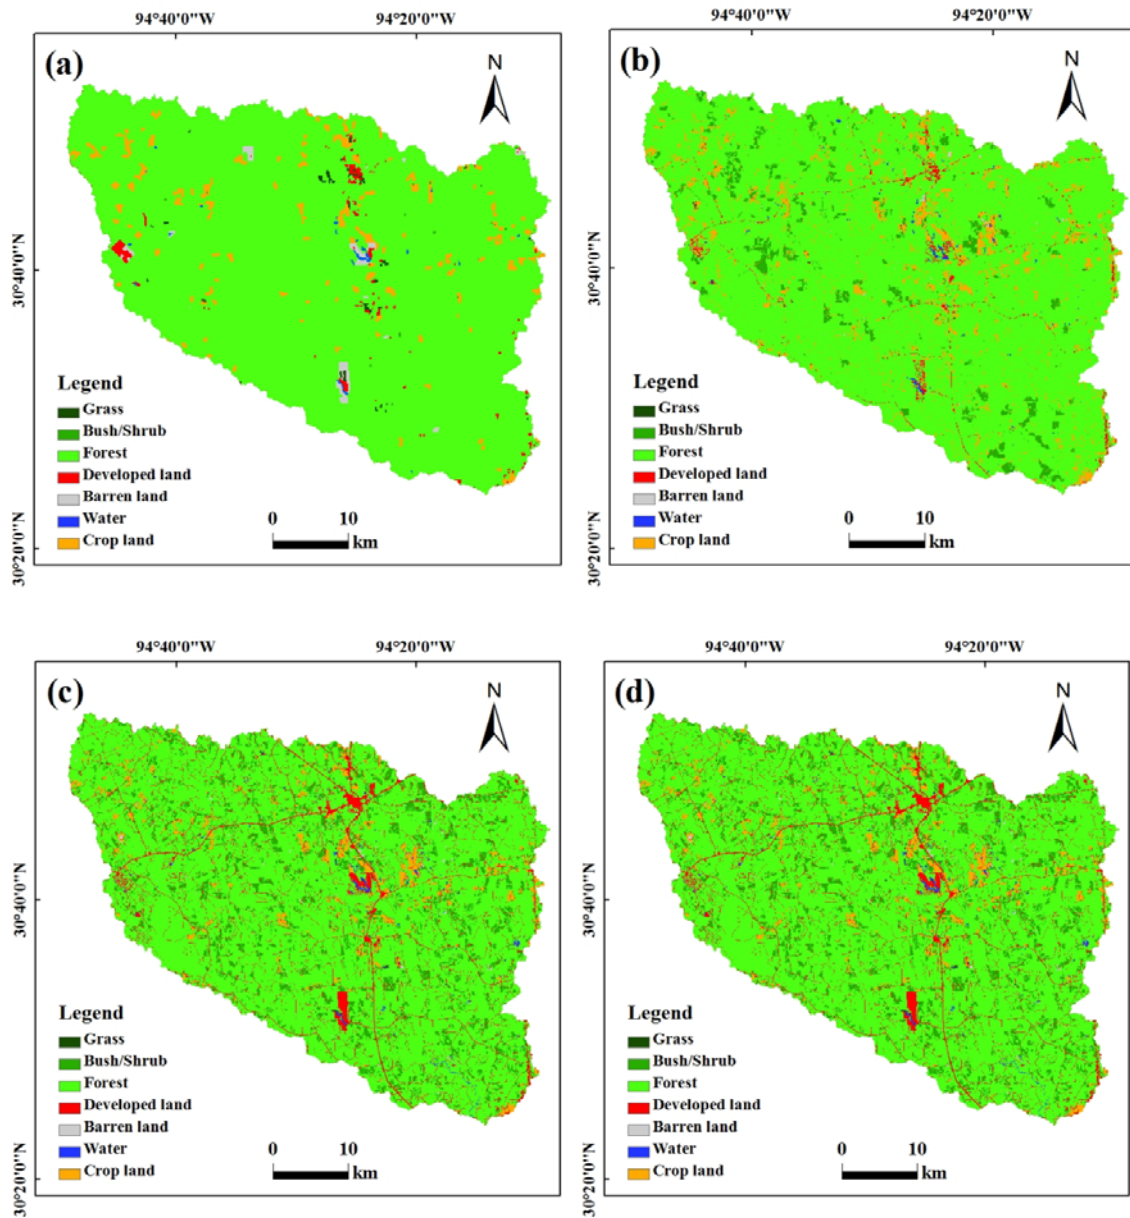 94°40'0"W 94°20'0"W
94°40'0"W 94°20'0"W
(a)
N
(b)
N
30°40'0"N
30°40'0"N
Legend
Grass
Bush/Shrub
Forest
Developed land
Barren land
Water
Crop land
0 10
km
Legend
Grass
Bush/Shrub
Forest
Developed land
Barren land
Water
Crop land
0 10
km
30°20'0"N
30°20'0"N
94°40'0"W 94°20'0"W
94°40'0"W 94°20'0"W
(c)
N
(d)
N
30°40'0"N
30°40'0"N
Legend
Grass
Bush/Shrub
Forest
Developed land
Barren land
Water
Crop land
0 10
km
Legend
Grass
Bush/Shrub
Forest
Developed land
Barren land
Water
Crop land
0 10
km
30°20'0"N
30°20'0"N